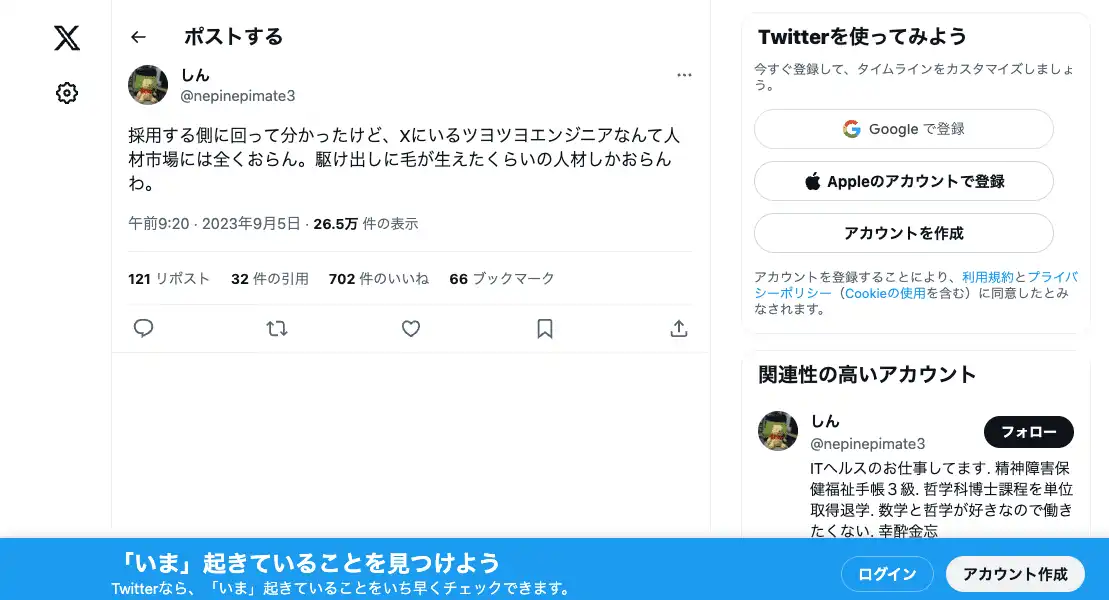 ポストする
しん
@nepinepimate3
採用する側に回って分かったけど、Xにいるツヨツヨエンジニアなんて人
材市場には全くおらん。駆け出しに毛が生えたくらいの人材しかおらん
わ。
午前9:20 · 2023年9月5日 · 26.5万 件の表示
121 リポスト 32 件の引用 702 件のいいね 66 ブックマーク
Twitterを使ってみよう
今すぐ登録して、タイムラインをカスタマイズしましょ
う。
Google で登録
Appleのアカウントで登録
アカウントを作成
アカウントを登録することにより、利用規約とプライバ
シーポリシー（Cookieの使用を含む）に同意したとみ
なされます。
関連性の高いアカウント
しん
@nepinepimate3
フォロー
ITヘルスのお仕事してます. 精神障害保
健福祉手帳３級. 哲学科博士課程を単位
取得退学. 数学と哲学が好きなので働き
たくない. 幸酔金忘
「いま」起きていることを見つけよう
Twitterなら、「いま」起きていることをいち早くチェックできます。
ログイン
アカウント作成